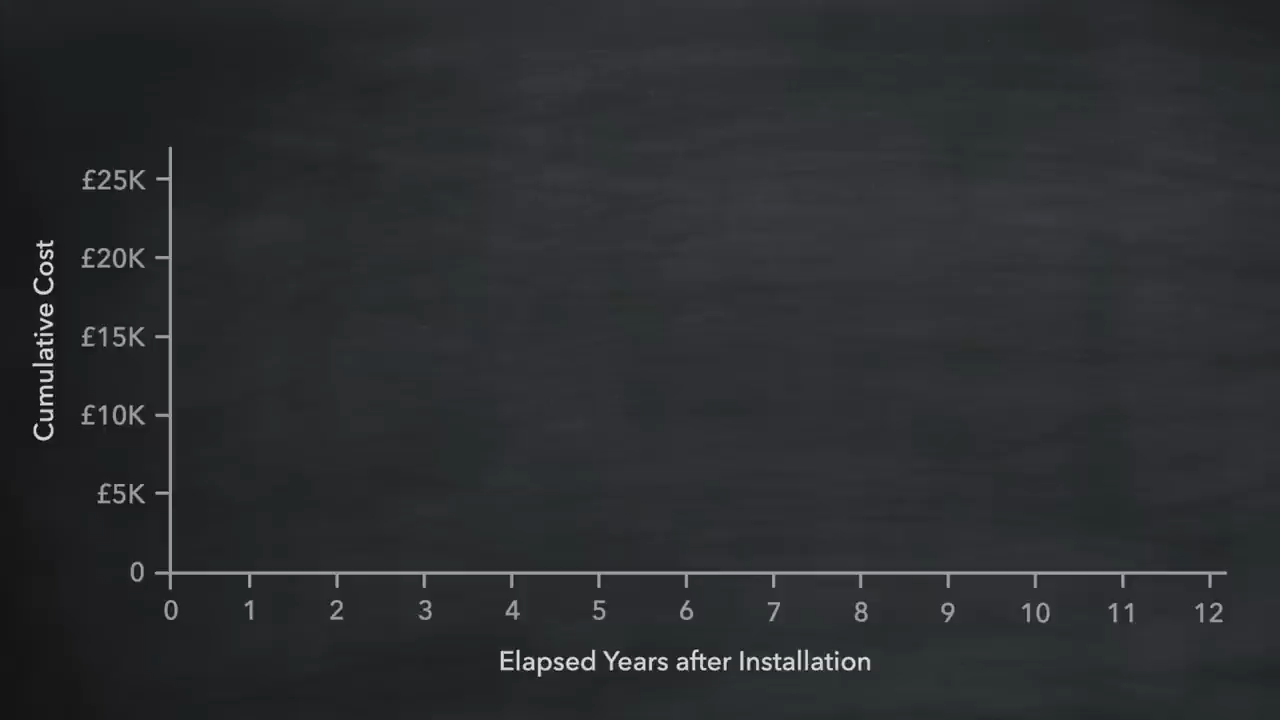 £25K
£20K
£15K
£10K
£5K
0
Cumulative Cost
0 1 2 3 4 5 6 7 8 9 10 11 12
Elapsed Years after Installation